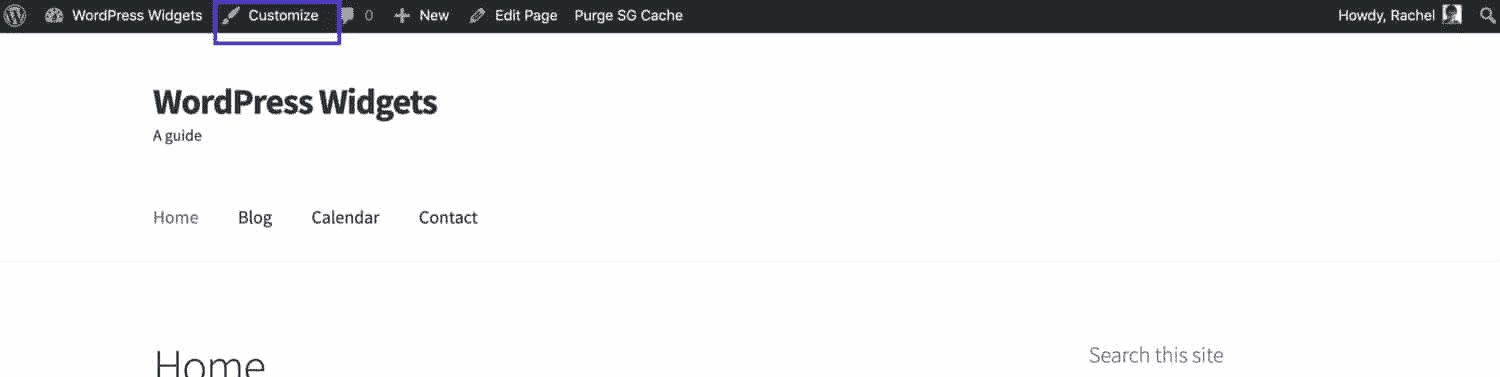 WordPress Widgets Customize 0 New Edit Page Purge SG Cache Howdy, Rachel
WordPress Widgets
A guide
Home Blog Calendar Contact
Home
Search this site